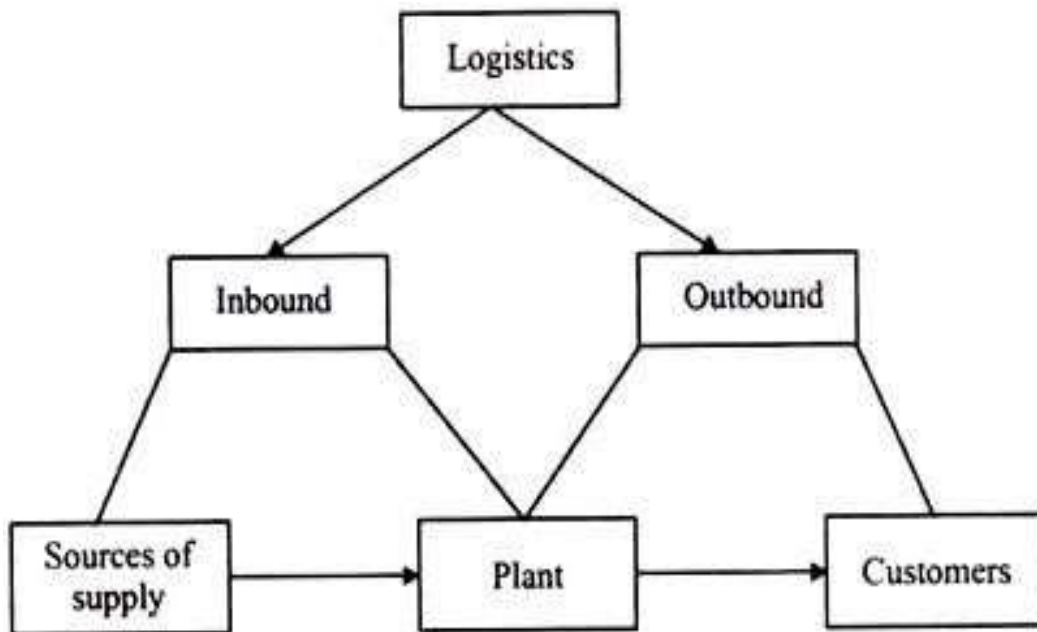 Logistics
Inbound
Outbound
Sources of
supply
Plant
Customers